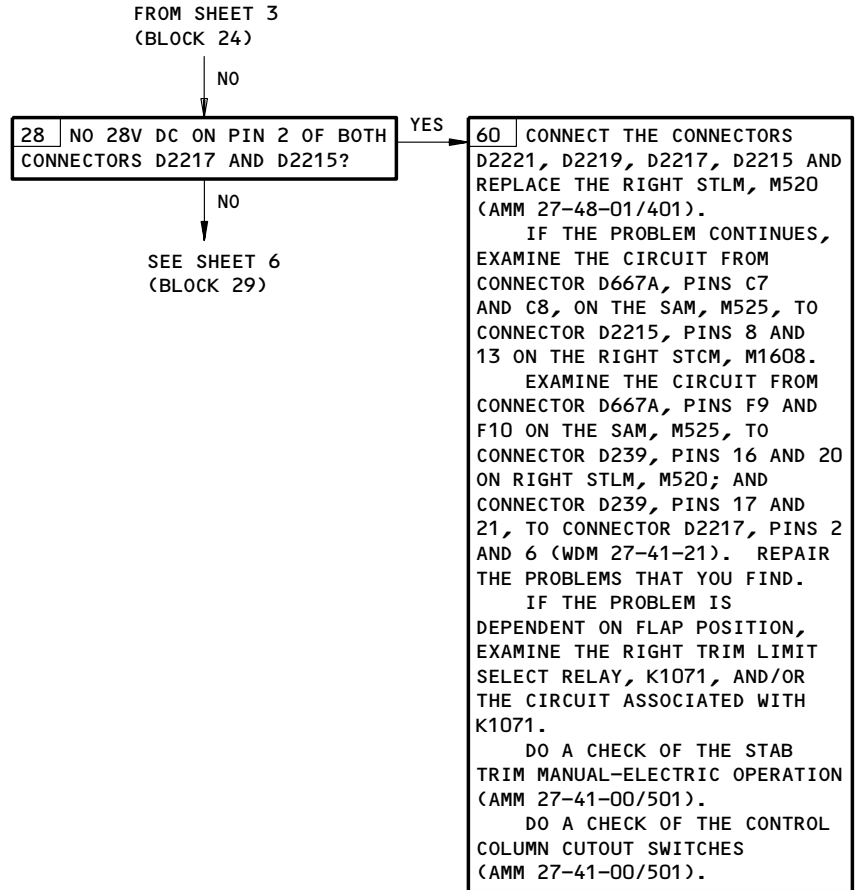 FROM SHEET 3
(BLOCK 24)
NO
28 NO 28V DC ON PIN 2 OF BOTH
CONNECTORS D2217 AND D2215?
YES
NO
SEE SHEET 6
(BLOCK 29)
60 CONNECT THE CONNECTORS
D2221, D2219, D2217, D2215 AND
REPLACE THE RIGHT STLM, M520
(AMM 27-48-01/401).
IF THE PROBLEM CONTINUES,
EXAMINE THE CIRCUIT FROM
CONNECTOR D667A, PINS C7
AND C8, ON THE SAM, M525, TO
CONNECTOR D2215, PINS 8 AND
13 ON THE RIGHT STCM, M1608.
EXAMINE THE CIRCUIT FROM
CONNECTOR D667A, PINS F9 AND
F10 ON THE SAM, M525, TO
CONNECTOR D239, PINS 16 AND 20
ON RIGHT STLM, M520; AND
CONNECTOR D239, PINS 17 AND
21, TO CONNECTOR D2217, PINS 2
AND 6 (WDM 27-41-21). REPAIR
THE PROBLEMS THAT YOU FIND.
IF THE PROBLEM IS
DEPENDENT ON FLAP POSITION,
EXAMINE THE RIGHT TRIM LIMIT
SELECT RELAY, K1071, AND/OR
THE CIRCUIT ASSOCIATED WITH
K1071.
DO A CHECK OF THE STAB
TRIM MANUAL-ELECTRIC OPERATION
(AMM 27-41-00/501).
DO A CHECK OF THE CONTROL
COLUMN CUTOUT SWITCHES
(AMM 27-41-00/501).